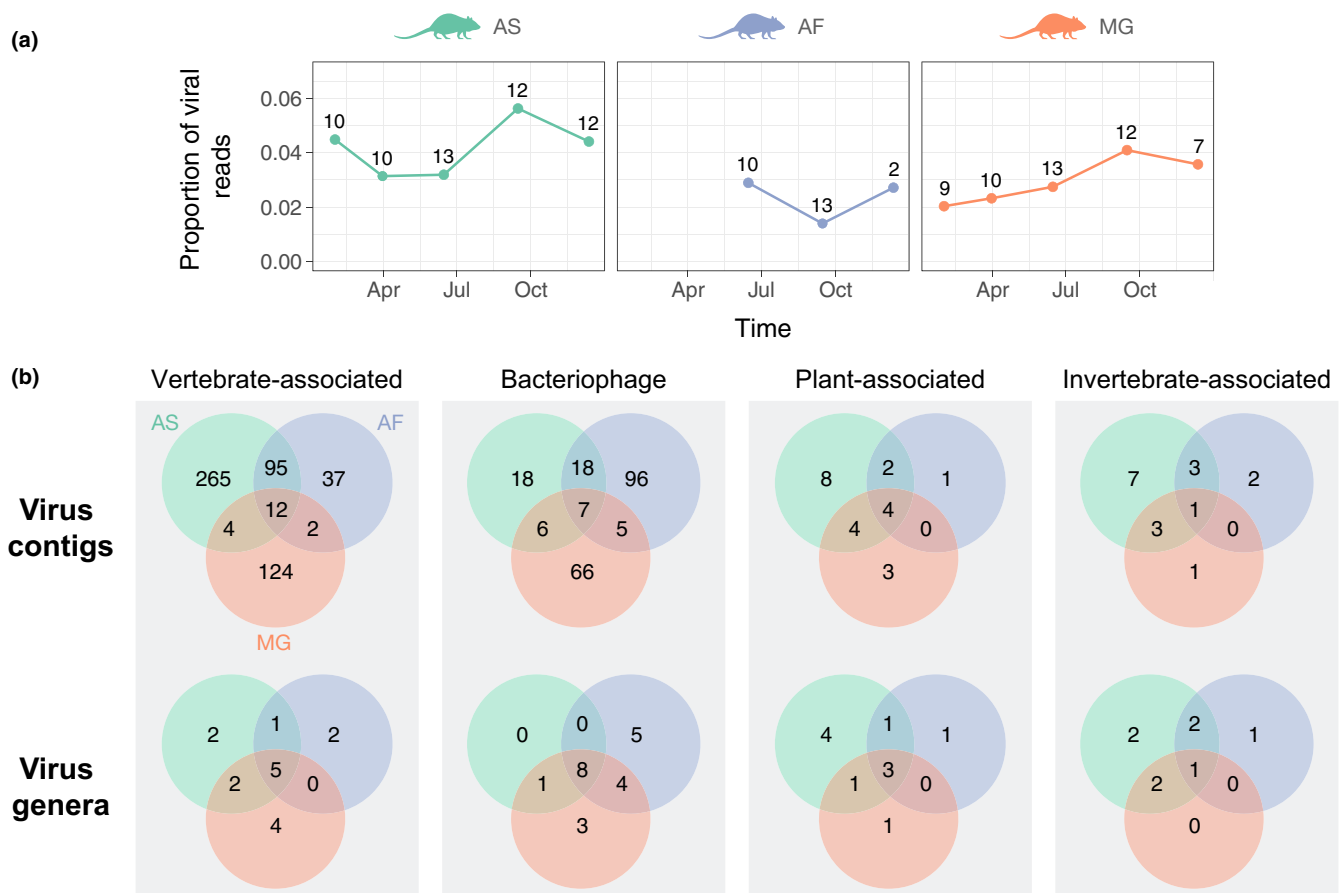 (a)
AS AF MG
Proportion of viral
reads
0.06
0.04
0.02
0.00
10 10 13 12 12
10 13 2
9 10 13 12 7
Apr Jul Oct Apr Jul Oct Apr Jul Oct
Time
(b)
Vertebrate-associated Bacteriophage Plant-associated Invertebrate-associated
Virus
contigs
AS AF
265 95 37
12
4 2
124
MG
18 18 96
7
6 5
66
8 2 1
4
4 0
3
7 3 2
1
3 0
1
Virus
genera
2 1 2
5
2 0
4
0 0 5
8
1 4
3
4 1 1
3
1 0
1
2 2 1
1
2 0
0